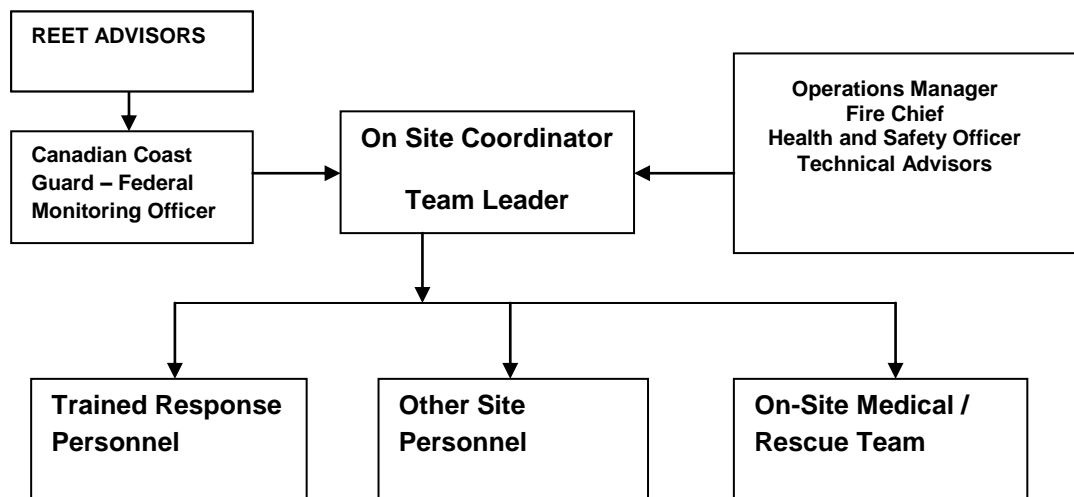 REET ADVISORS
Canadian Coast
Guard – Federal
Monitoring Officer
On Site Coordinator
Team Leader
Operations Manager
Fire Chief
Health and Safety Officer
Technical Advisors
Trained Response
Personnel
Other Site
Personnel
On-Site Medical /
Rescue Team